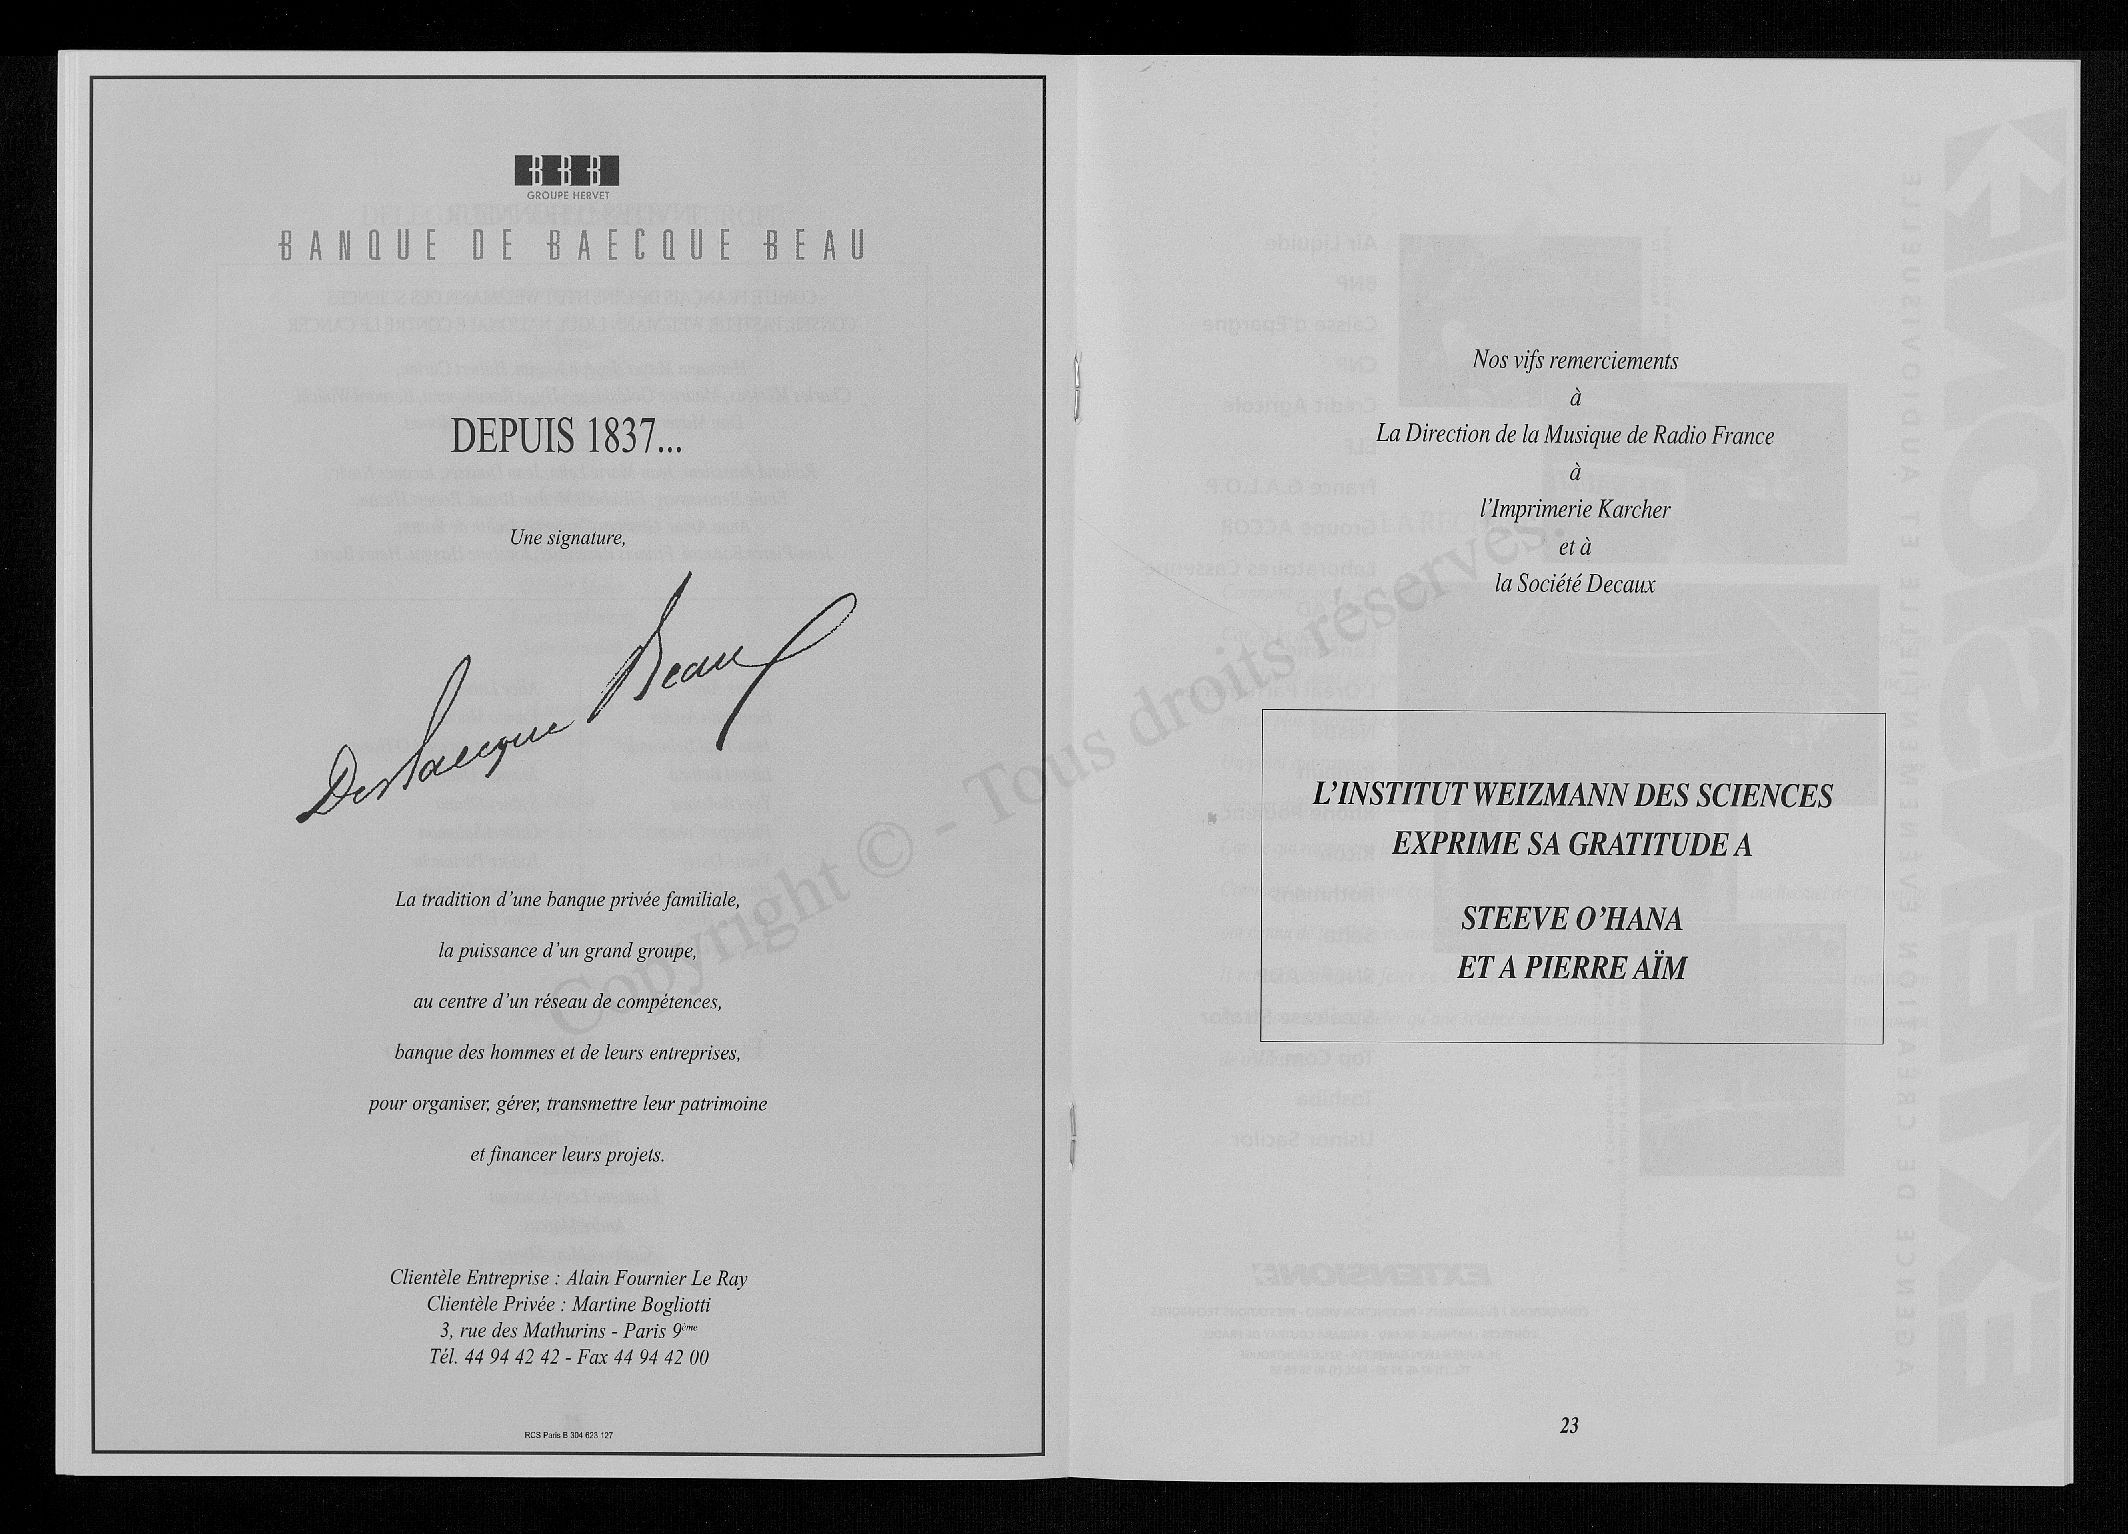 BBB
GROUPE HERVET
BANQUE DE BAECQUE BEAU
DEPUIS 1837...
Une signature,
De Baecque Beau
La tradition d'une banque privée familiale,
la puissance d'un grand groupe,
au centre d'un réseau de compétences,
banque des hommes et de leurs entreprises,
pour organiser, gérer, transmettre leur patrimoine
et financer leurs projets.
Clientèle Entreprise : Alain Fournier Le Ray
Clientèle Privée : Martine Bogliotti
3, rue des Mathurins - Paris 9ème
Tél. 44 94 42 42 - Fax 44 94 42 00
RCS Paris B 304 623 127
Nos vifs remerciements
à
La Direction de la Musique de Radio France
à
l'Imprimerie Karcher
et à
la Société Decaux
L'INSTITUT WEIZMANN DES SCIENCES
EXPRIME SA GRATITUDE A
STEEVE O'HANA
ET A PIERRE AÏM
23
Copyright © - Tous droits réservés.